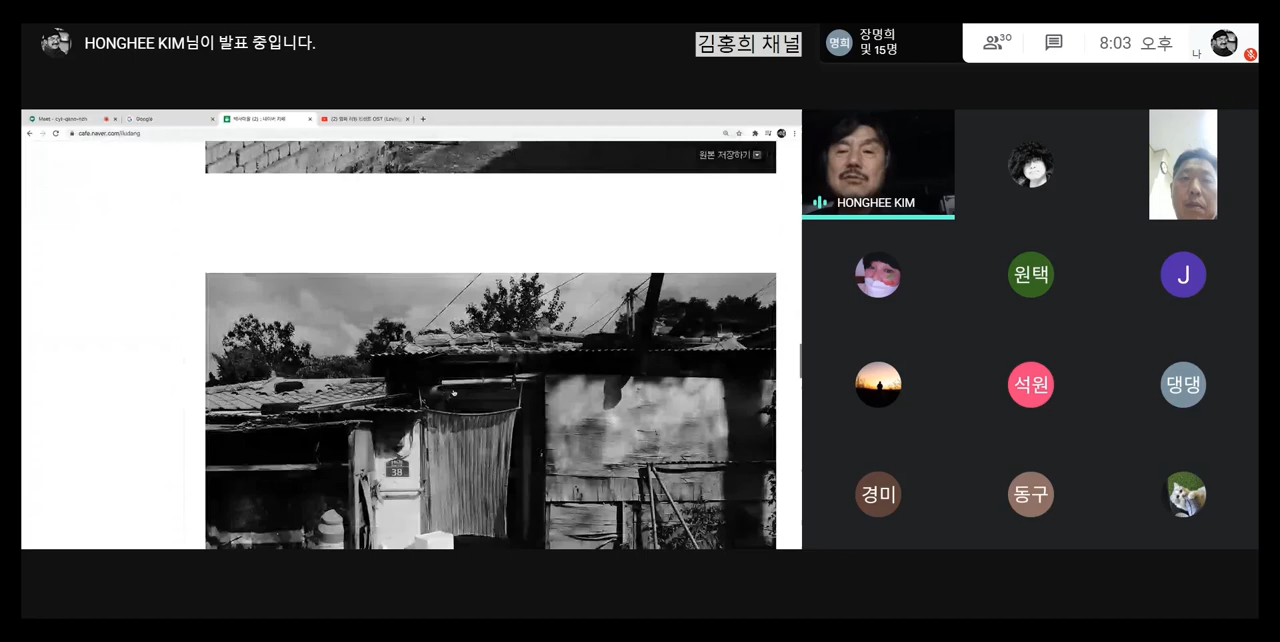 HONGHEE KIM님이 발표 중입니다.
김홍희 채널
명희
장명희
및 15명
30
8:03 오후
나
Google
cafe.naver.com/iludang
원본 저장하기
38
HONGHEE KIM
원택
J
석원
댕댕
경미
동구